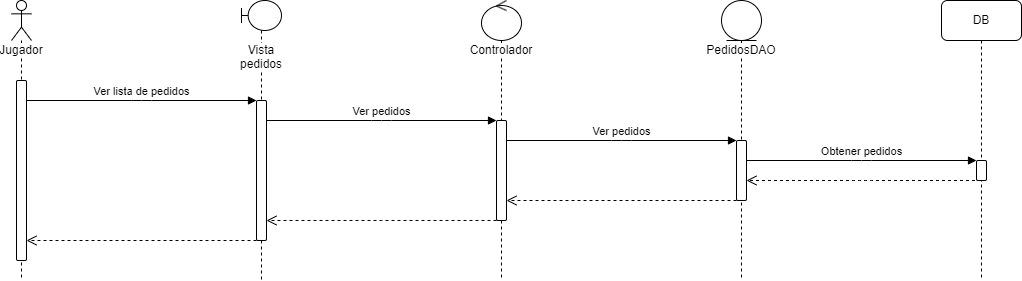 DB
Jugador
Vista
pedidos
Controlador
PedidosDAO
Ver lista de pedidos
Ver pedidos
Ver pedidos
Obtener pedidos